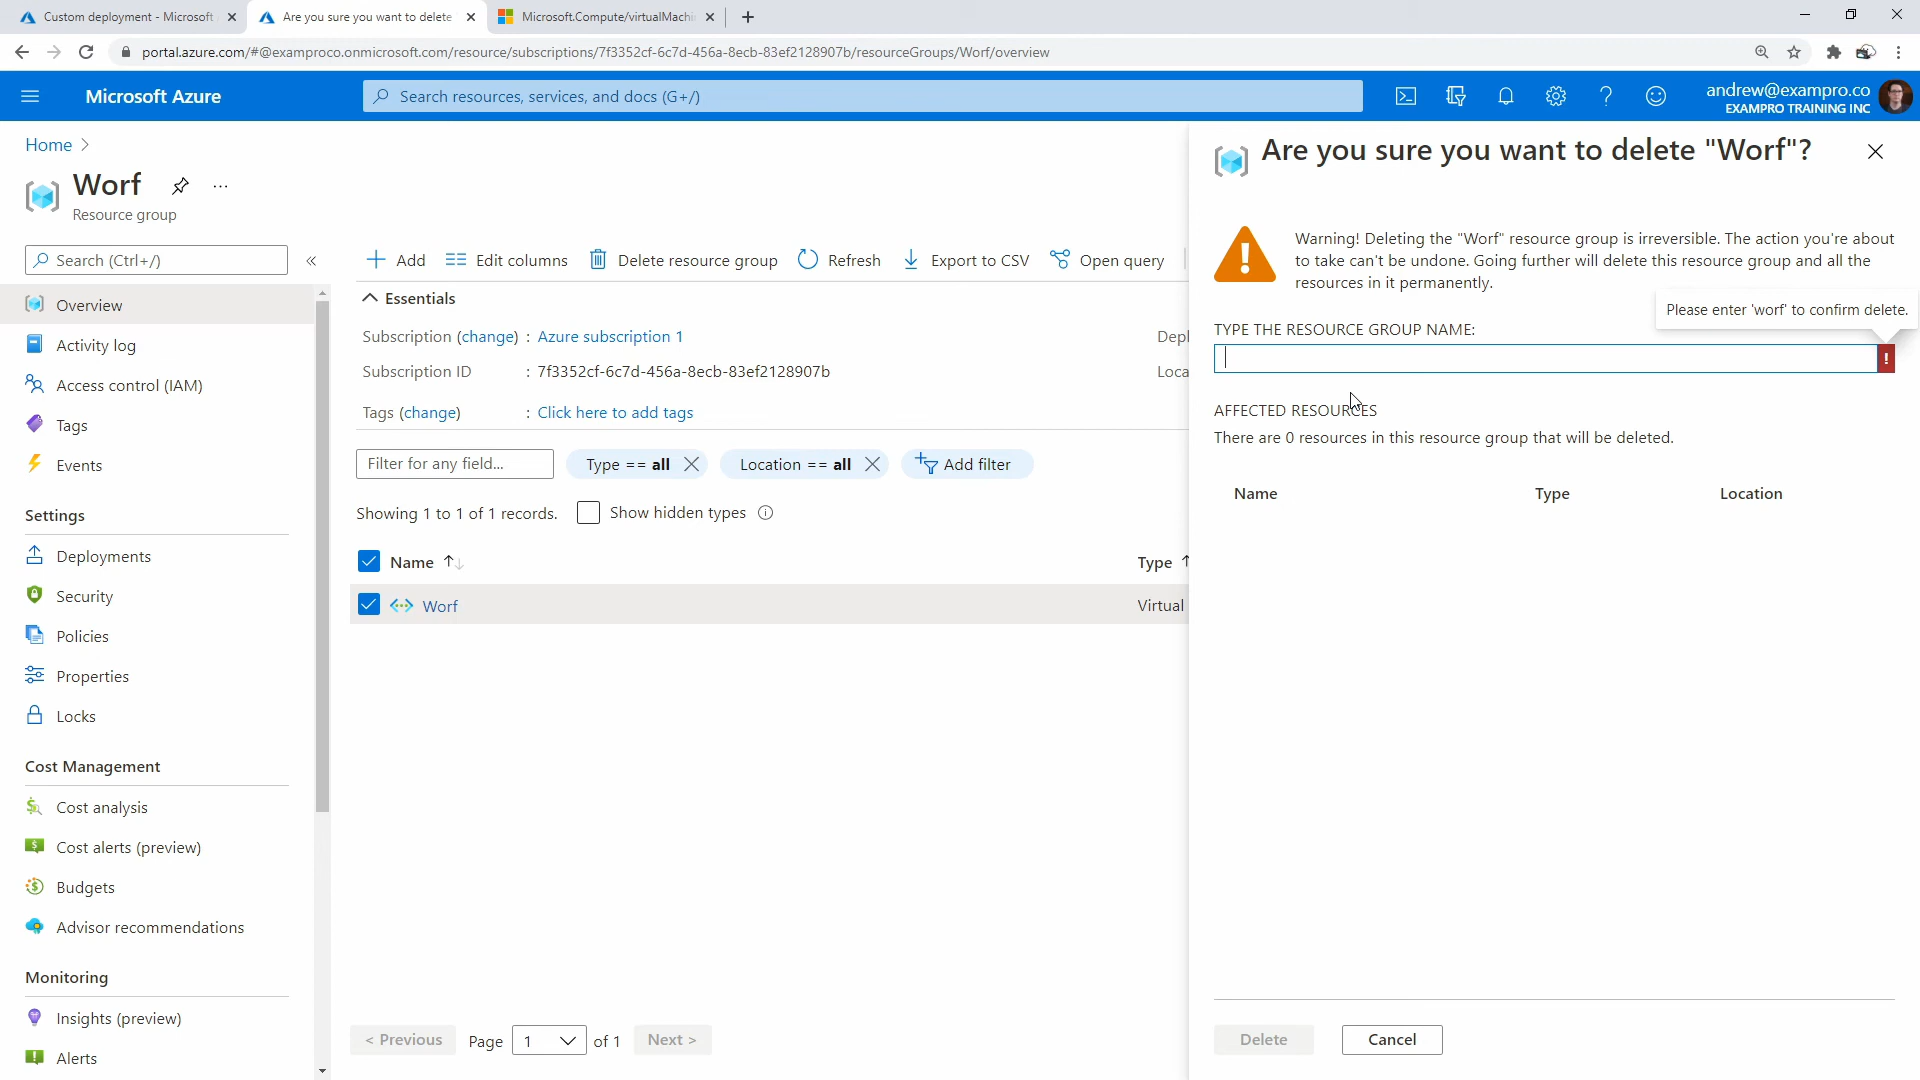 Custom deployment - Microsoft
Are you sure you want to delete
Microsoft.Compute/virtualMachi
portal.azure.com/#@examproco.onmicrosoft.com/resource/subscriptions/7f3352cf-6c7d-456a-8ecb-83ef2128907b/resourceGroups/Worf/overview
Microsoft Azure
Search resources, services, and docs (G+/)
andrew@exampro.co
EXAMPRO TRAINING INC
Home >
Worf
Resource group
Search (Ctrl+/)
«
Overview
Activity log
Access control (IAM)
Tags
Events
Settings
Deployments
Security
Policies
Properties
Locks
Cost Management
Cost analysis
Cost alerts (preview)
Budgets
Advisor recommendations
Monitoring
Insights (preview)
Alerts
Add
Edit columns
Delete resource group
Refresh
Export to CSV
Open query
Essentials
Subscription (change) : Azure subscription 1
Depl
Subscription ID : 7f3352cf-6c7d-456a-8ecb-83ef2128907b
Loca
Tags (change) : Click here to add tags
Filter for any field...
Type == all
Location == all
Add filter
Showing 1 to 1 of 1 records.
Show hidden types
Name
Type
Worf
Virtual
< Previous
Page
1
of 1
Next >
Are you sure you want to delete "Worf"?
Warning! Deleting the "Worf" resource group is irreversible. The action you're about
to take can't be undone. Going further will delete this resource group and all the
resources in it permanently.
Please enter 'worf' to confirm delete.
TYPE THE RESOURCE GROUP NAME:
AFFECTED RESOURCES
There are 0 resources in this resource group that will be deleted.
Name
Type
Location
Delete
Cancel